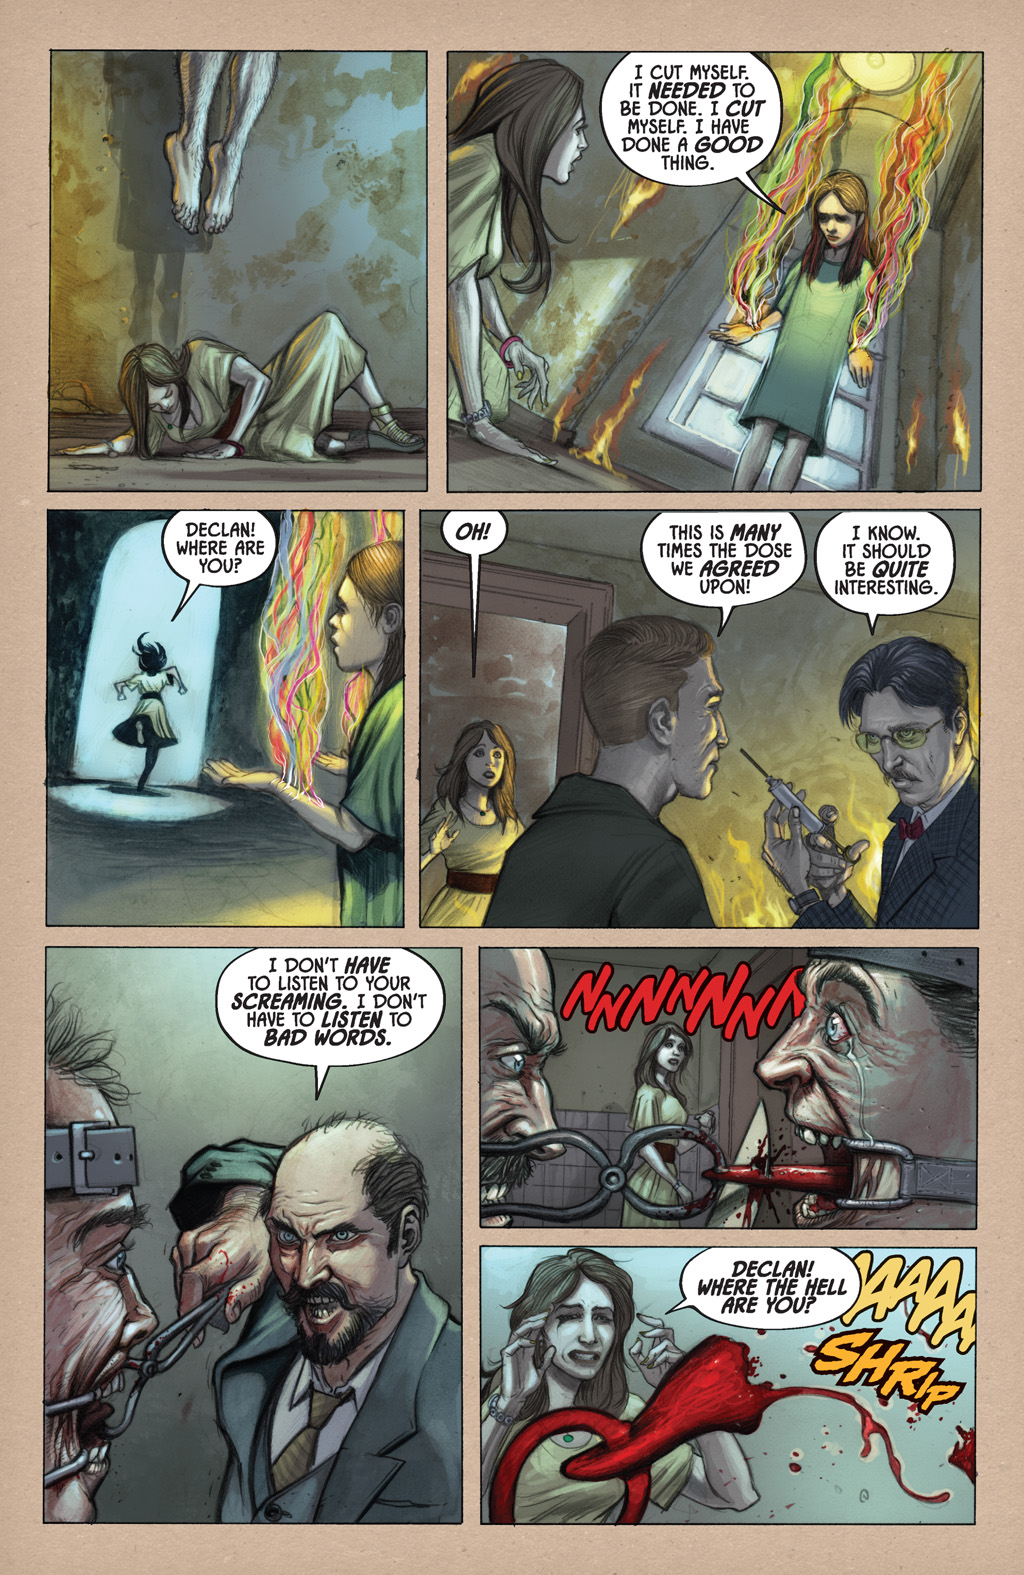 I CUT MYSELF.
IT NEEDED TO
BE DONE. I CUT
MYSELF. I HAVE
DONE A GOOD
THING.
DECLAN!
WHERE ARE
YOU?
OH!
THIS IS MANY
TIMES THE DOSE
WE AGREED
UPON!
I KNOW.
IT SHOULD
BE QUITE
INTERESTING.
I DON'T HAVE
TO LISTEN TO YOUR
SCREAMING. I DON'T
HAVE TO LISTEN TO
BAD WORDS.
NNNNNNNN
DECLAN!
WHERE THE HELL
ARE YOU?
AAAAA
SHRIP